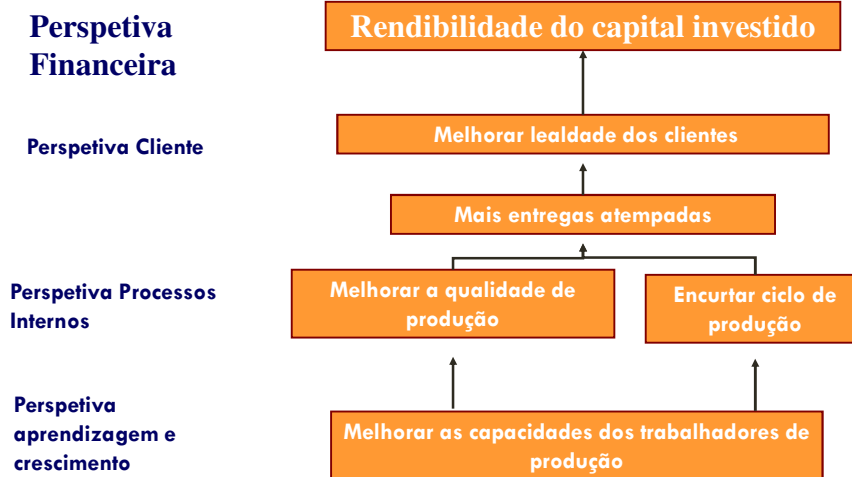 Perspetiva
Financeira
Rendibilidade do capital investido
Perspetiva Cliente
Melhorar lealdade dos clientes
Mais entregas atempadas
Perspetiva Processos
Internos
Melhorar a qualidade de
produção
Encurtar ciclo de
produção
Perspetiva
aprendizagem e
crescimento
Melhorar as capacidades dos trabalhadores de
produção